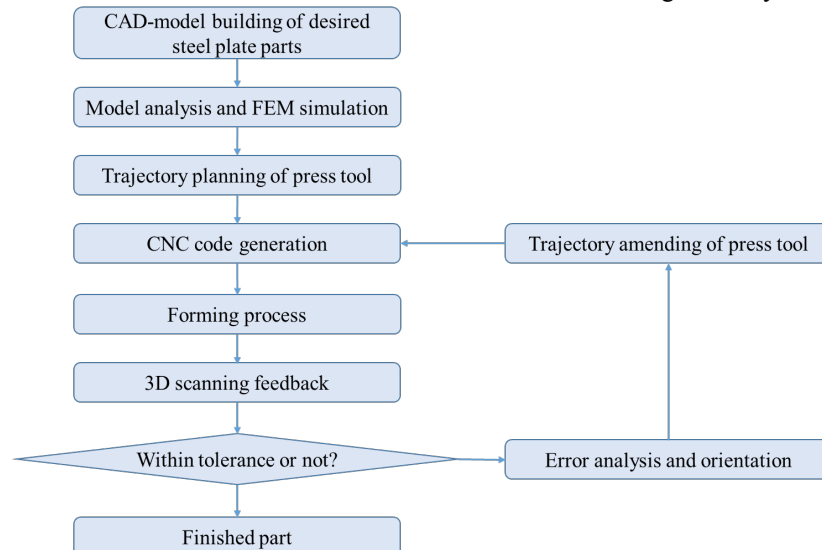 CAD-model building of desired
steel plate parts
Model analysis and FEM simulation
Trajectory planning of press tool
CNC code generation
Trajectory amending of press tool
Forming process
3D scanning feedback
Within tolerance or not?
Error analysis and orientation
Finished part